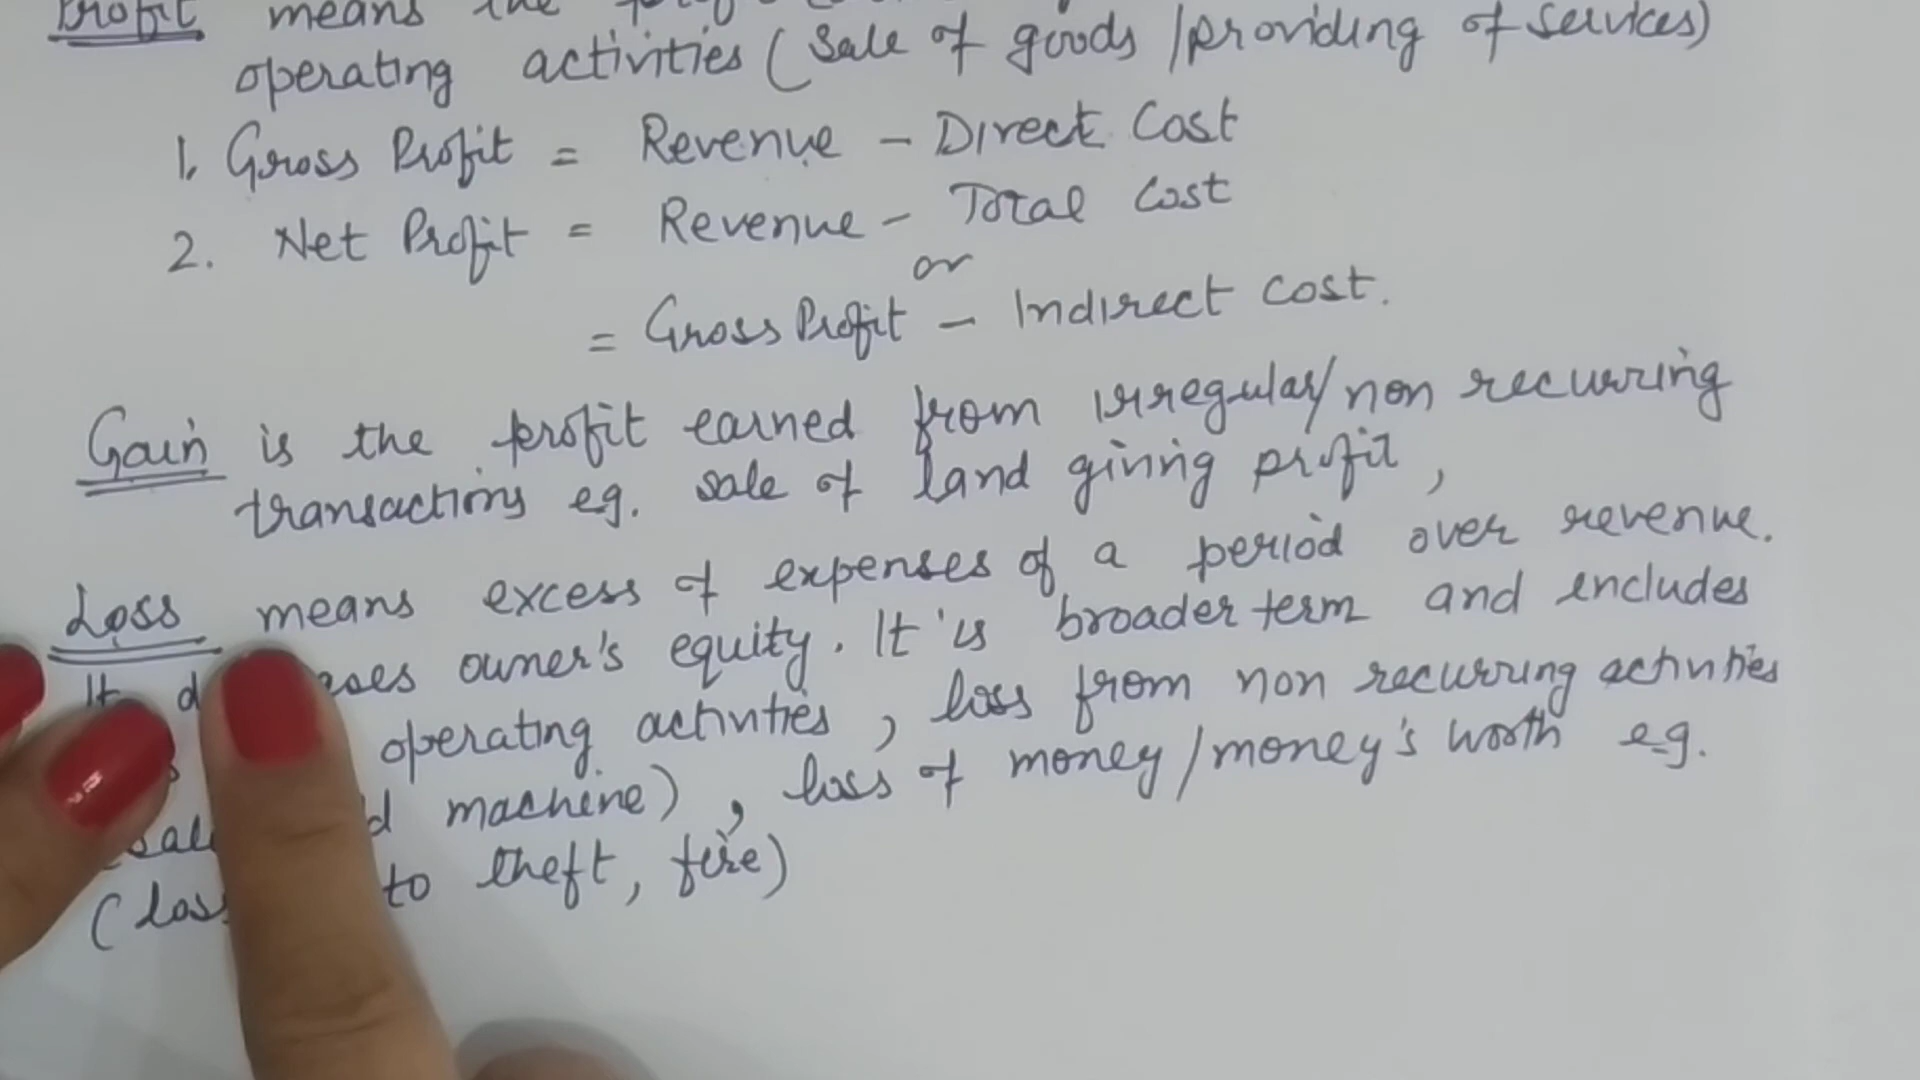 Profit means the
operating activities (Sale of goods /providing of services)
1. Gross Profit = Revenue - Direct Cost
2. Net Profit = Revenue - Total Cost
or
= Gross Profit - Indirect cost.
Gain is the profit earned from irregular/non recurring
transactions eg. sale of land giving profit,
Loss means excess of expenses of a period over revenue.
It owner's equity. It is broader term and includes
operating activities, loss from non recurring activities
machine), loss of money/money's worth e.g.
(loss to theft, fire)